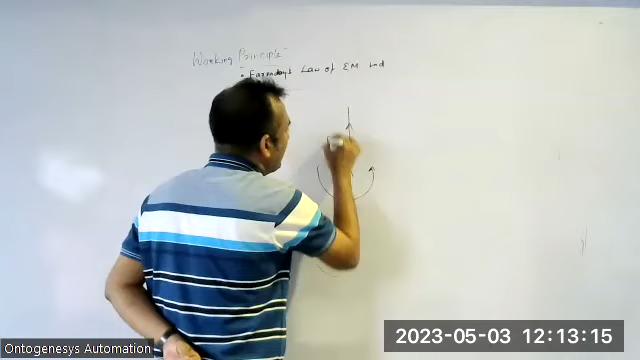 Working Principle
• Faraday's Law of EM ind
2023-05-03 12:13:15
Ontogenesys Automation